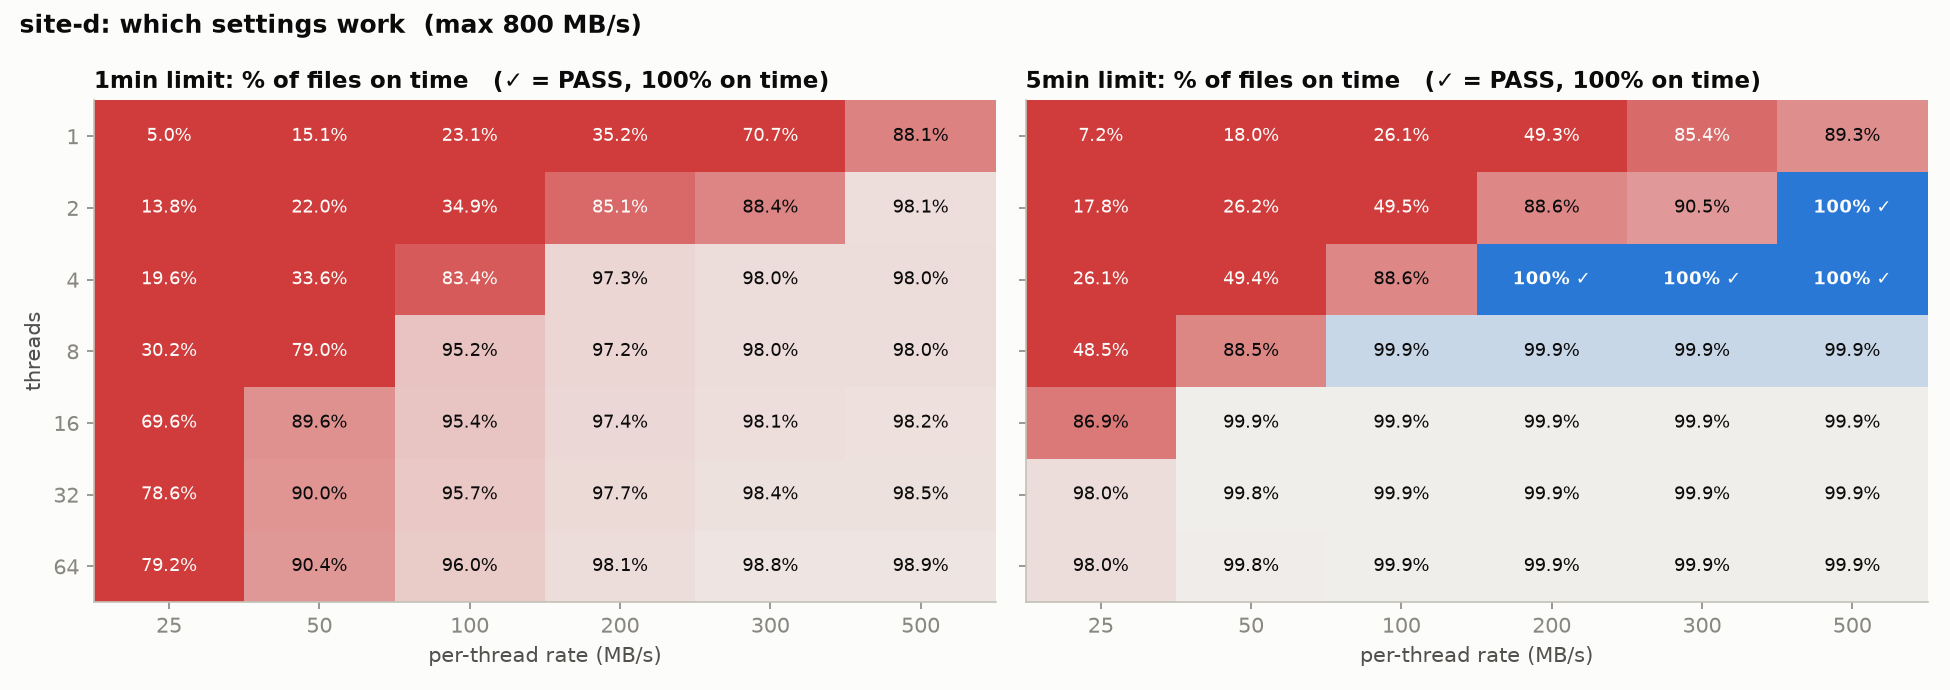 site-d: which settings work  (max 800 MB/s)
1min limit: % of files on time  (✓ = PASS, 100% on time)
1 5.0% 15.1% 23.1% 35.2% 70.7% 88.1%
2 13.8% 22.0% 34.9% 85.1% 88.4% 98.1%
4 19.6% 33.6% 83.4% 97.3% 98.0% 98.0%
8 30.2% 79.0% 95.2% 97.2% 98.0% 98.0%
16 69.6% 89.6% 95.4% 97.4% 98.1% 98.2%
32 78.6% 90.0% 95.7% 97.7% 98.4% 98.5%
64 79.2% 90.4% 96.0% 98.1% 98.8% 98.9%
25 50 100 200 300 500
threads
per-thread rate (MB/s)
5min limit: % of files on time  (✓ = PASS, 100% on time)
7.2% 18.0% 26.1% 49.3% 85.4% 89.3%
17.8% 26.2% 49.5% 88.6% 90.5% 100% ✓
26.1% 49.4% 88.6% 100% ✓ 100% ✓ 100% ✓
48.5% 88.5% 99.9% 99.9% 99.9% 99.9%
86.9% 99.9% 99.9% 99.9% 99.9% 99.9%
98.0% 99.8% 99.9% 99.9% 99.9% 99.9%
98.0% 99.8% 99.9% 99.9% 99.9% 99.9%
25 50 100 200 300 500
per-thread rate (MB/s)